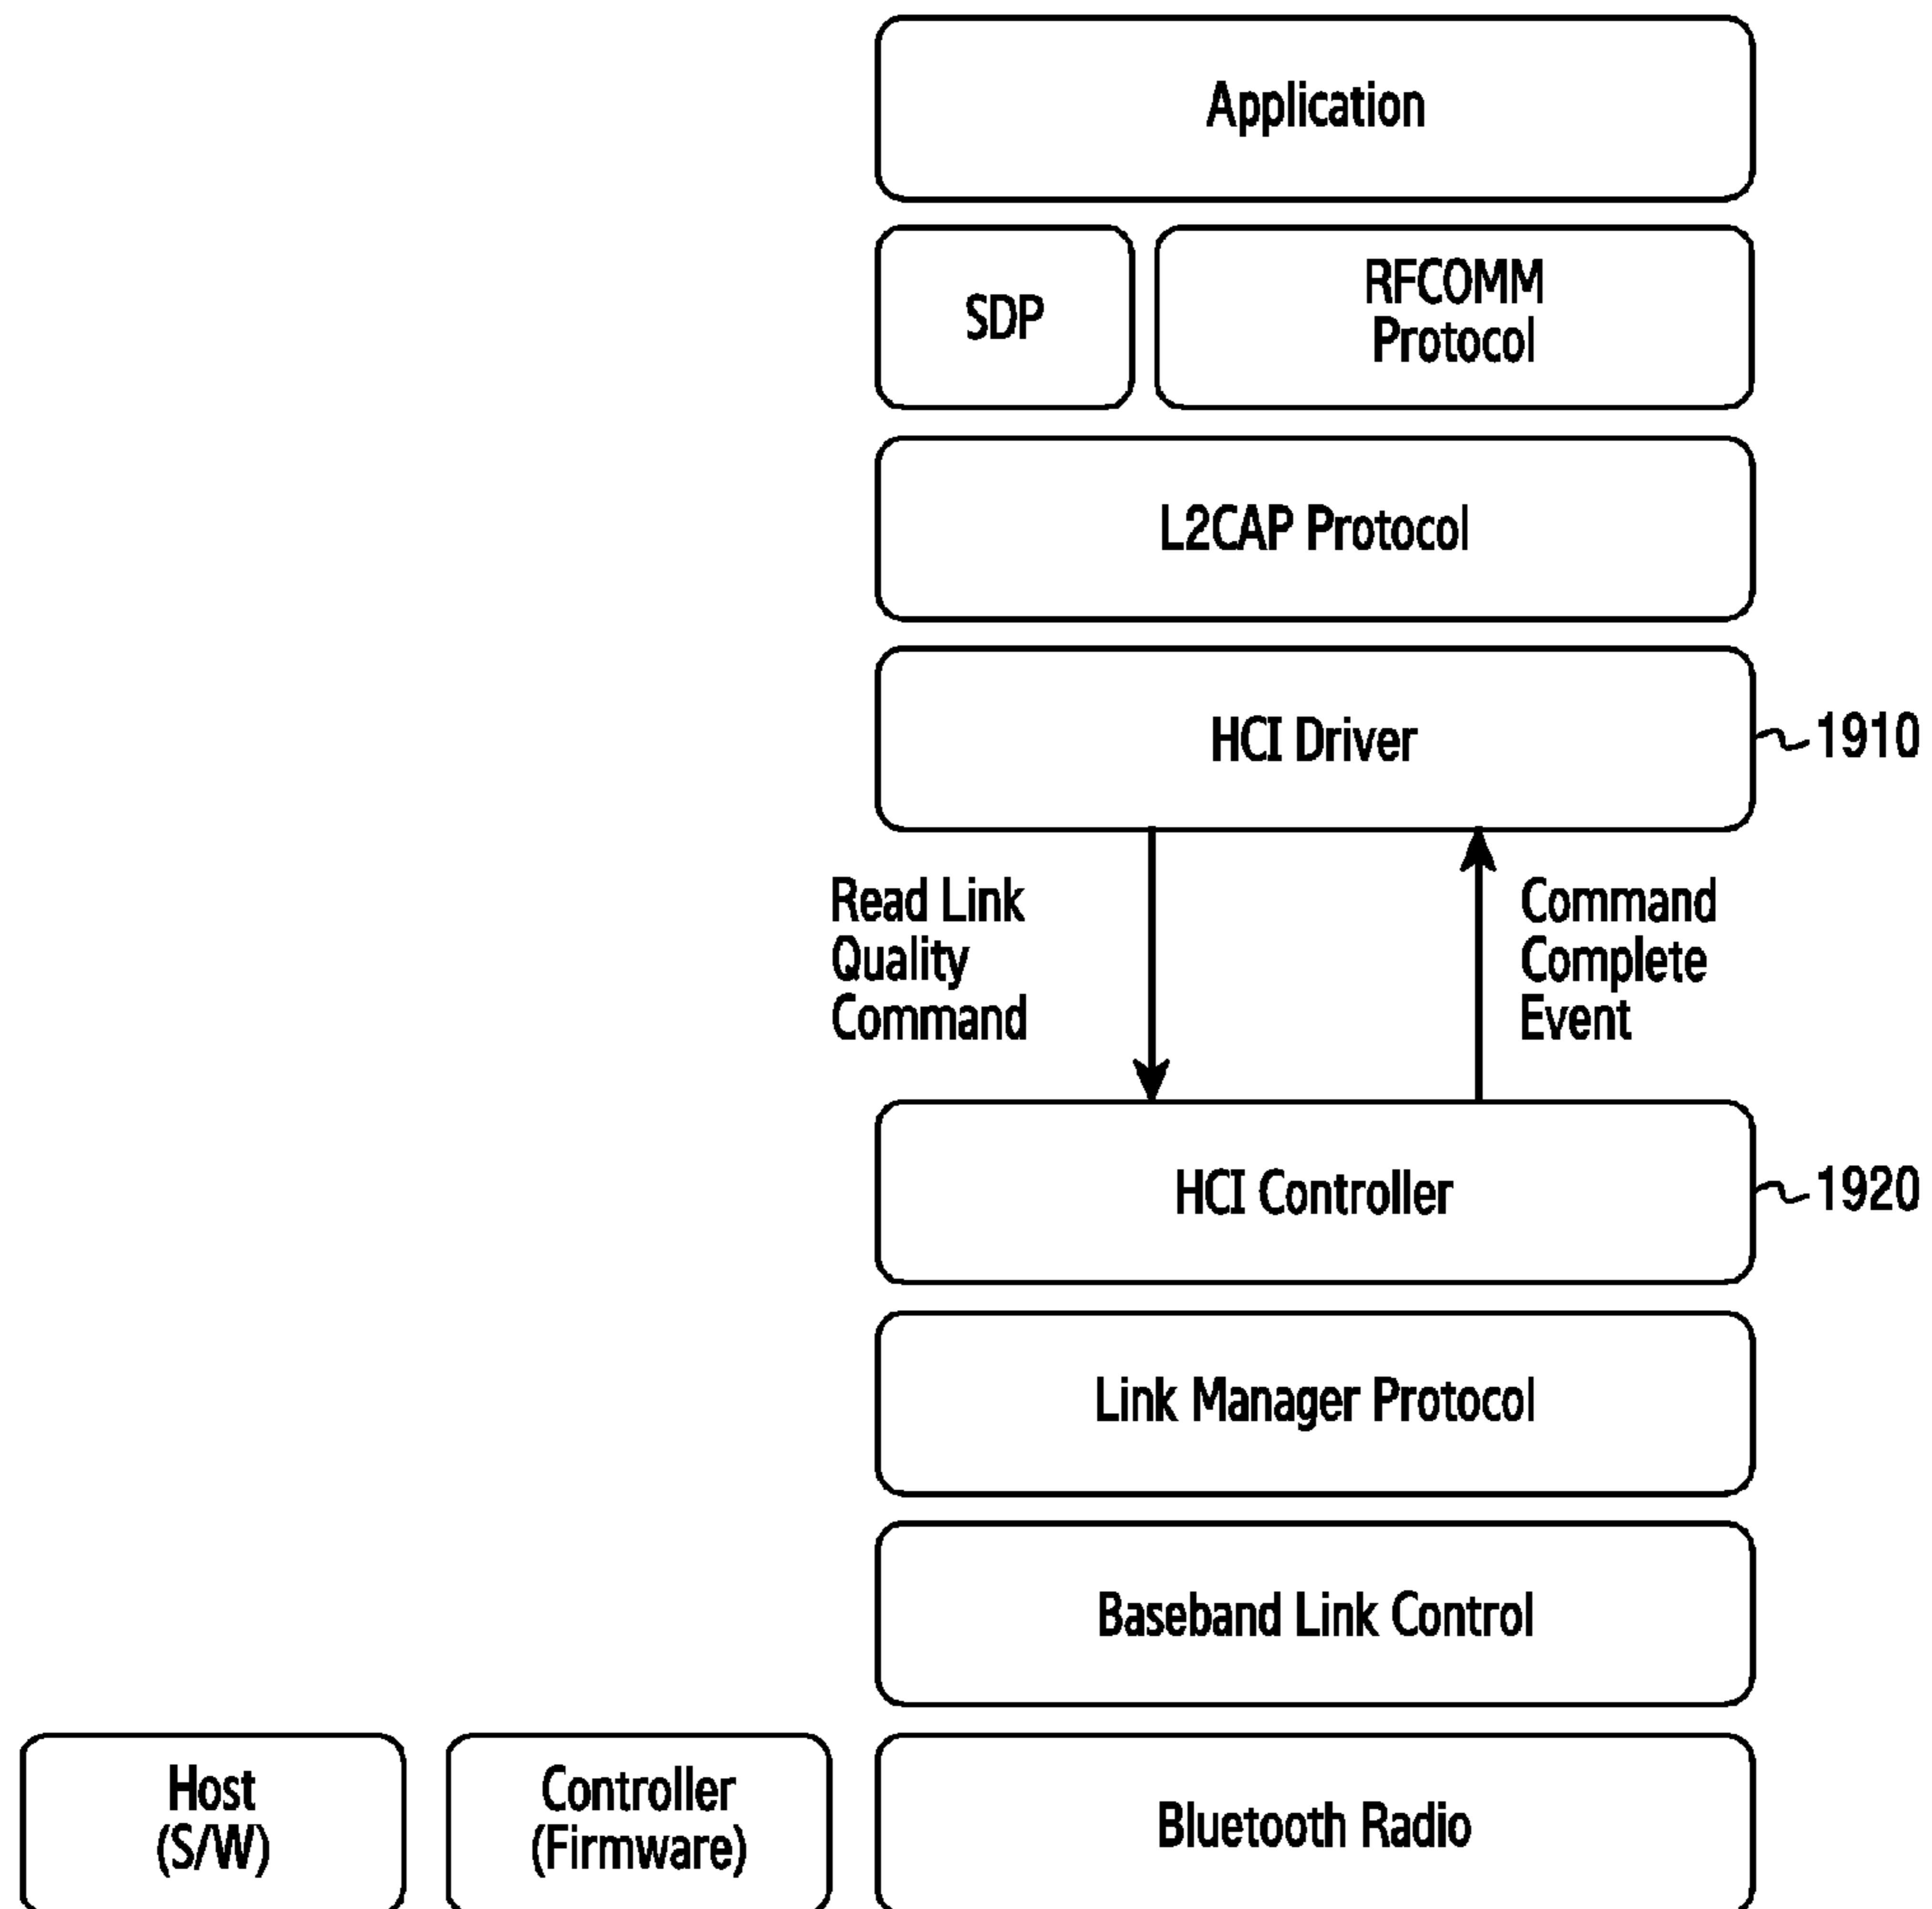 Application
SDP
RFCOMM
Protocol
L2CAP Protocol
HCI Driver
1910
Read Link
Quality
Command
Command
Complete
Event
HCI Controller
1920
Link Manager Protocol
Baseband Link Control
Host
(S/W)
Controller
(Firmware)
Bluetooth Radio